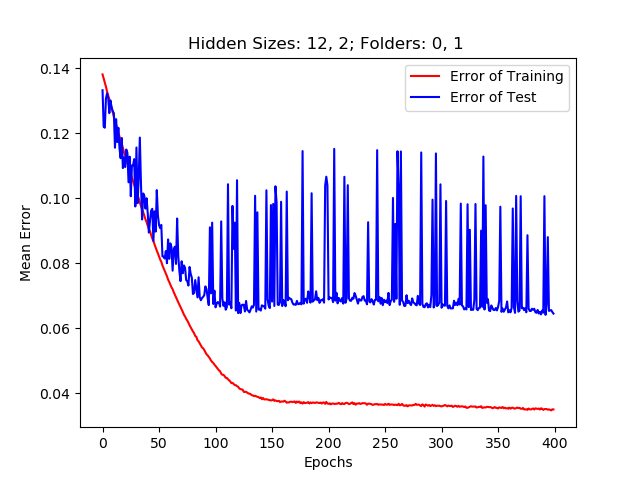 Hidden Sizes: 12, 2; Folders: 0, 1
Error of Training
Error of Test
Mean Error
0.14
0.12
0.10
0.08
0.06
0.04
0 50 100 150 200 250 300 350 400
Epochs